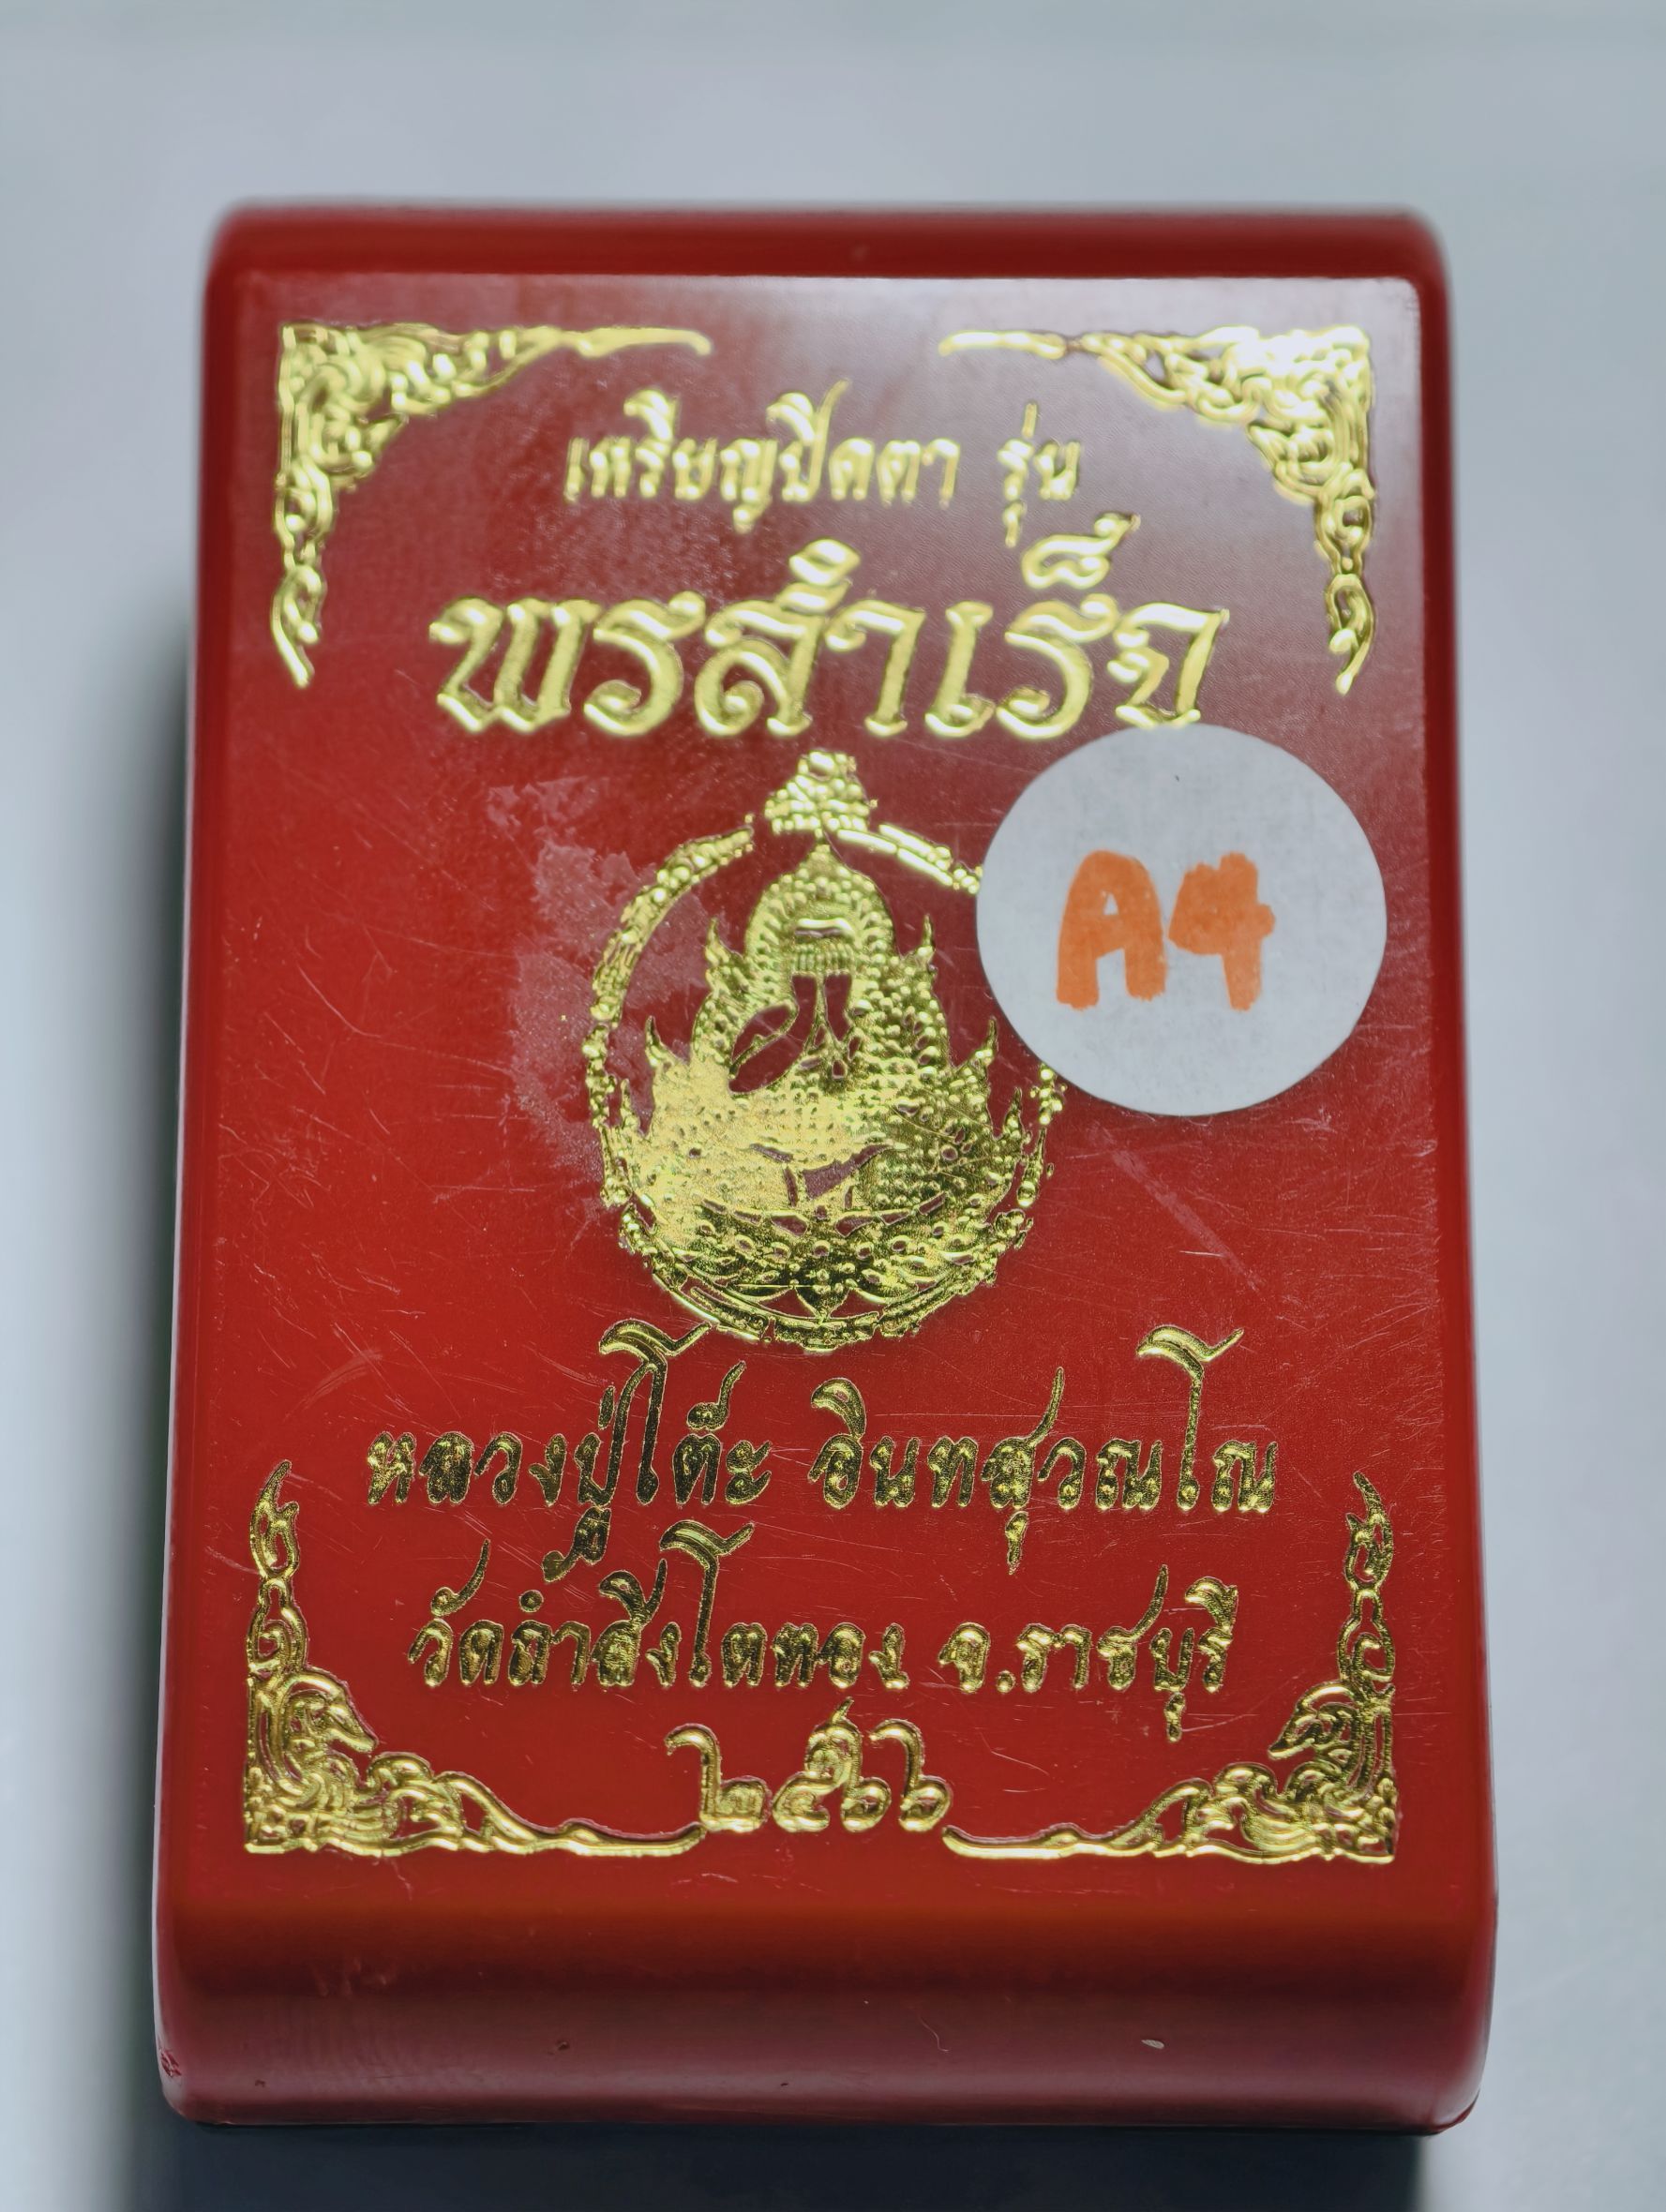 เหรียญปิดตา รุ่น
พรสำเร็จ
A4
หลวงปู่โต๊ะ อินทสุวณโณ
วัดถ้ำสิงโตทอง จ.ราชบุรี
๒๕๖๖